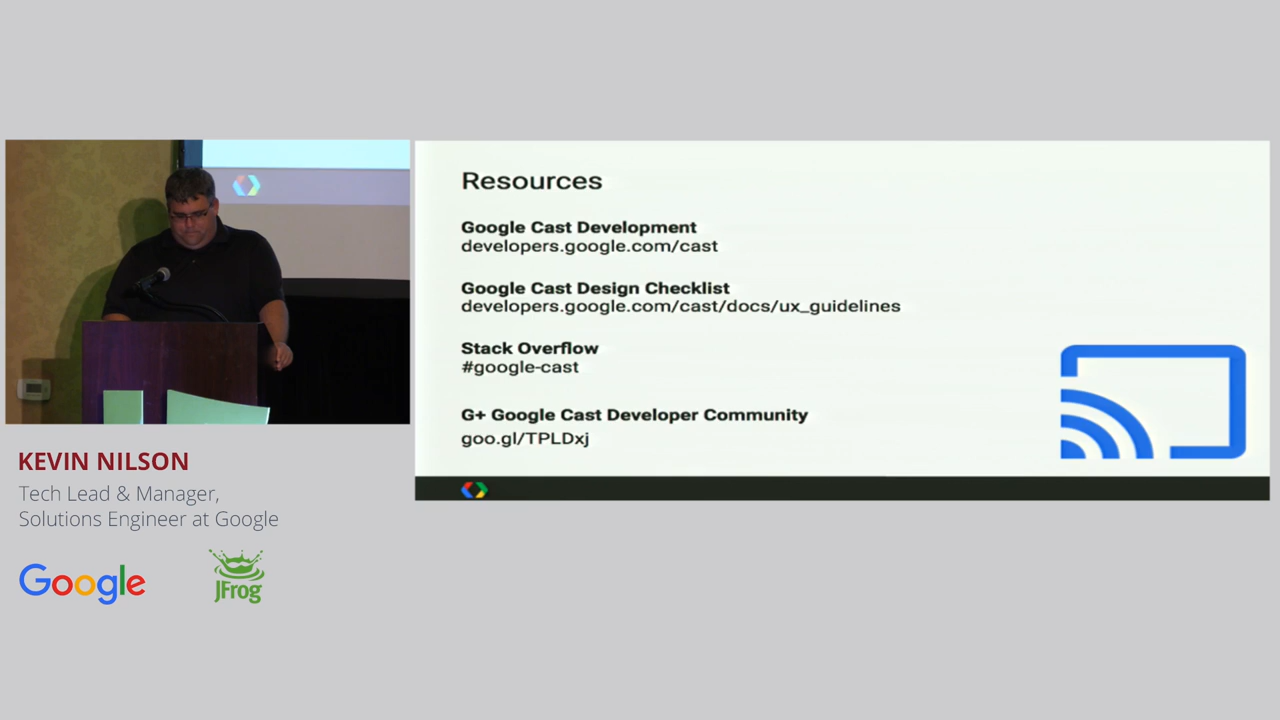 Resources
Google Cast Development
developers.google.com/cast
Google Cast Design Checklist
developers.google.com/cast/docs/ux_guidelines
Stack Overflow
#google-cast
G+ Google Cast Developer Community
goo.gl/TPLDxj
KEVIN NILSON
Tech Lead & Manager,
Solutions Engineer at Google
Google
JFrog